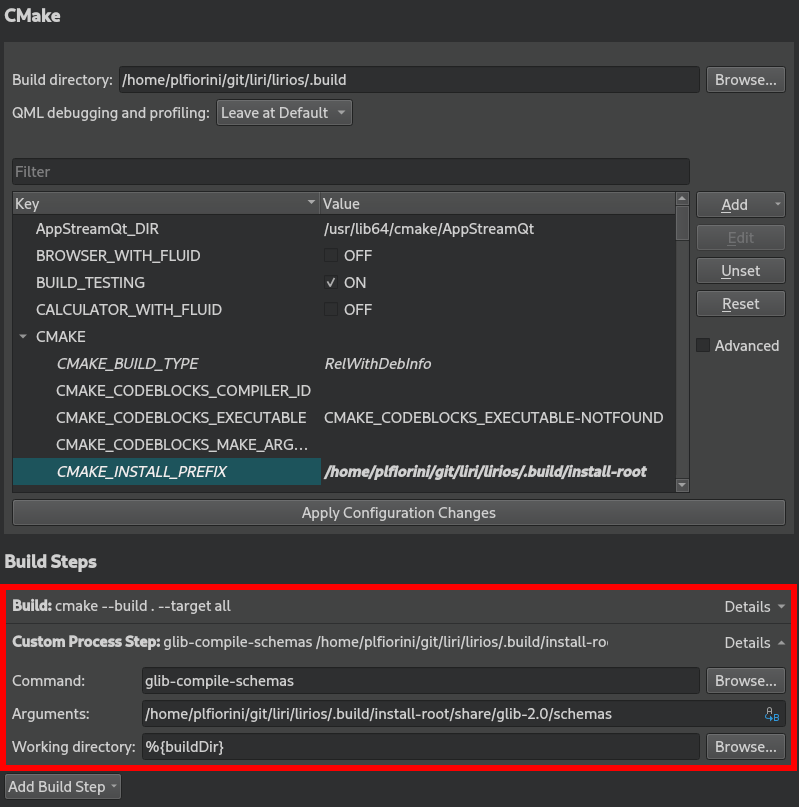 CMake
Build directory: /home/plfiorini/git/liri/lirios/.build Browse...
QML debugging and profiling: Leave at Default
Filter
Key Value Add
AppStreamQt_DIR /usr/lib64/cmake/AppStreamQt
Edit
BROWSER_WITH_FLUID OFF
Unset
BUILD_TESTING ON
Reset
CALCULATOR_WITH_FLUID OFF
CMAKE
Advanced
CMAKE_BUILD_TYPE RelWithDebInfo
CMAKE_CODEBLOCKS_COMPILER_ID
CMAKE_CODEBLOCKS_EXECUTABLE CMAKE_CODEBLOCKS_EXECUTABLE-NOTFOUND
CMAKE_CODEBLOCKS_MAKE_ARG...
CMAKE_INSTALL_PREFIX /home/plfiorini/git/liri/lirios/.build/install-root
Apply Configuration Changes
Build Steps
Build: cmake --build . --target all Details
Custom Process Step: glib-compile-schemas /home/plfiorini/git/liri/lirios/.build/install-ro Details
Command: glib-compile-schemas Browse...
Arguments: /home/plfiorini/git/liri/lirios/.build/install-root/share/glib-2.0/schemas
Working directory: %{buildDir} Browse...
Add Build Step